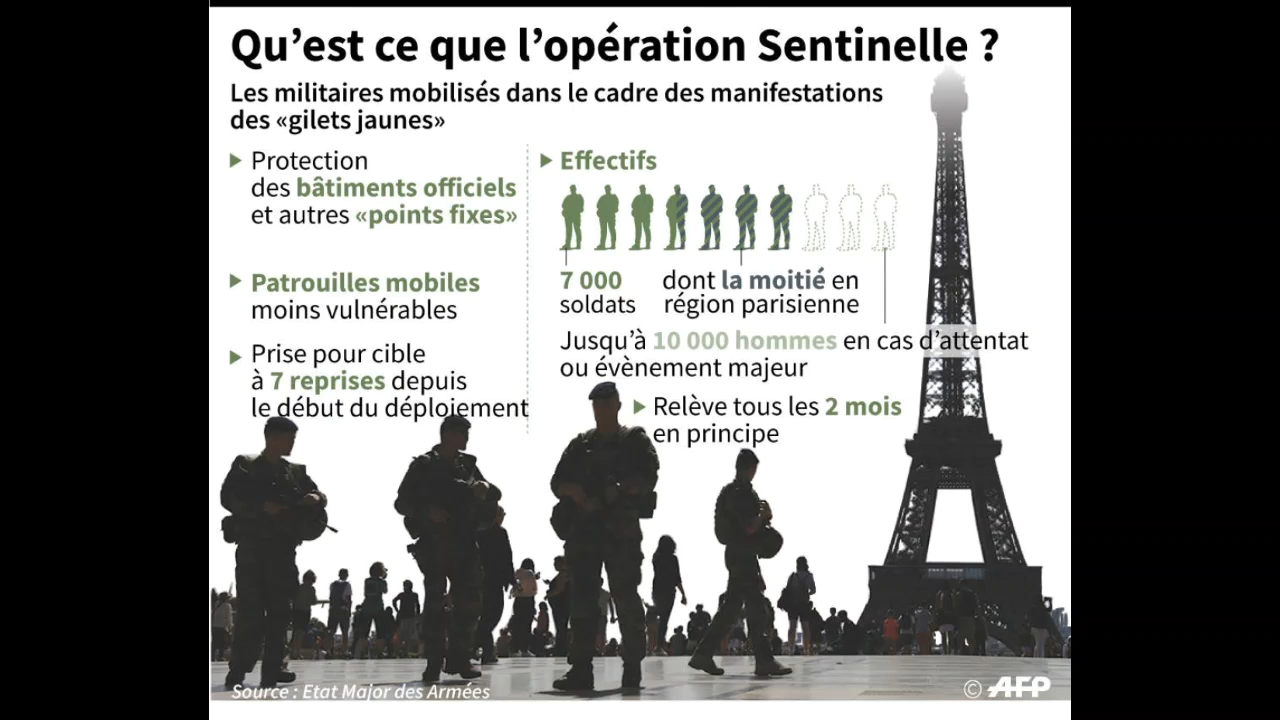 Qu’est ce que l’opération Sentinelle ?
Les militaires mobilisés dans le cadre des manifestations
des «gilets jaunes»
Protection
des bâtiments officiels
et autres «points fixes»
Patrouilles mobiles
moins vulnérables
Prise pour cible
à 7 reprises depuis
le début du déploiement
Effectifs
7 000
soldats
dont la moitié en
région parisienne
Jusqu’à 10 000 hommes en cas d’attentat
ou évènement majeur
Relève tous les 2 mois
en principe
Source : Etat Major des Armées
© AFP